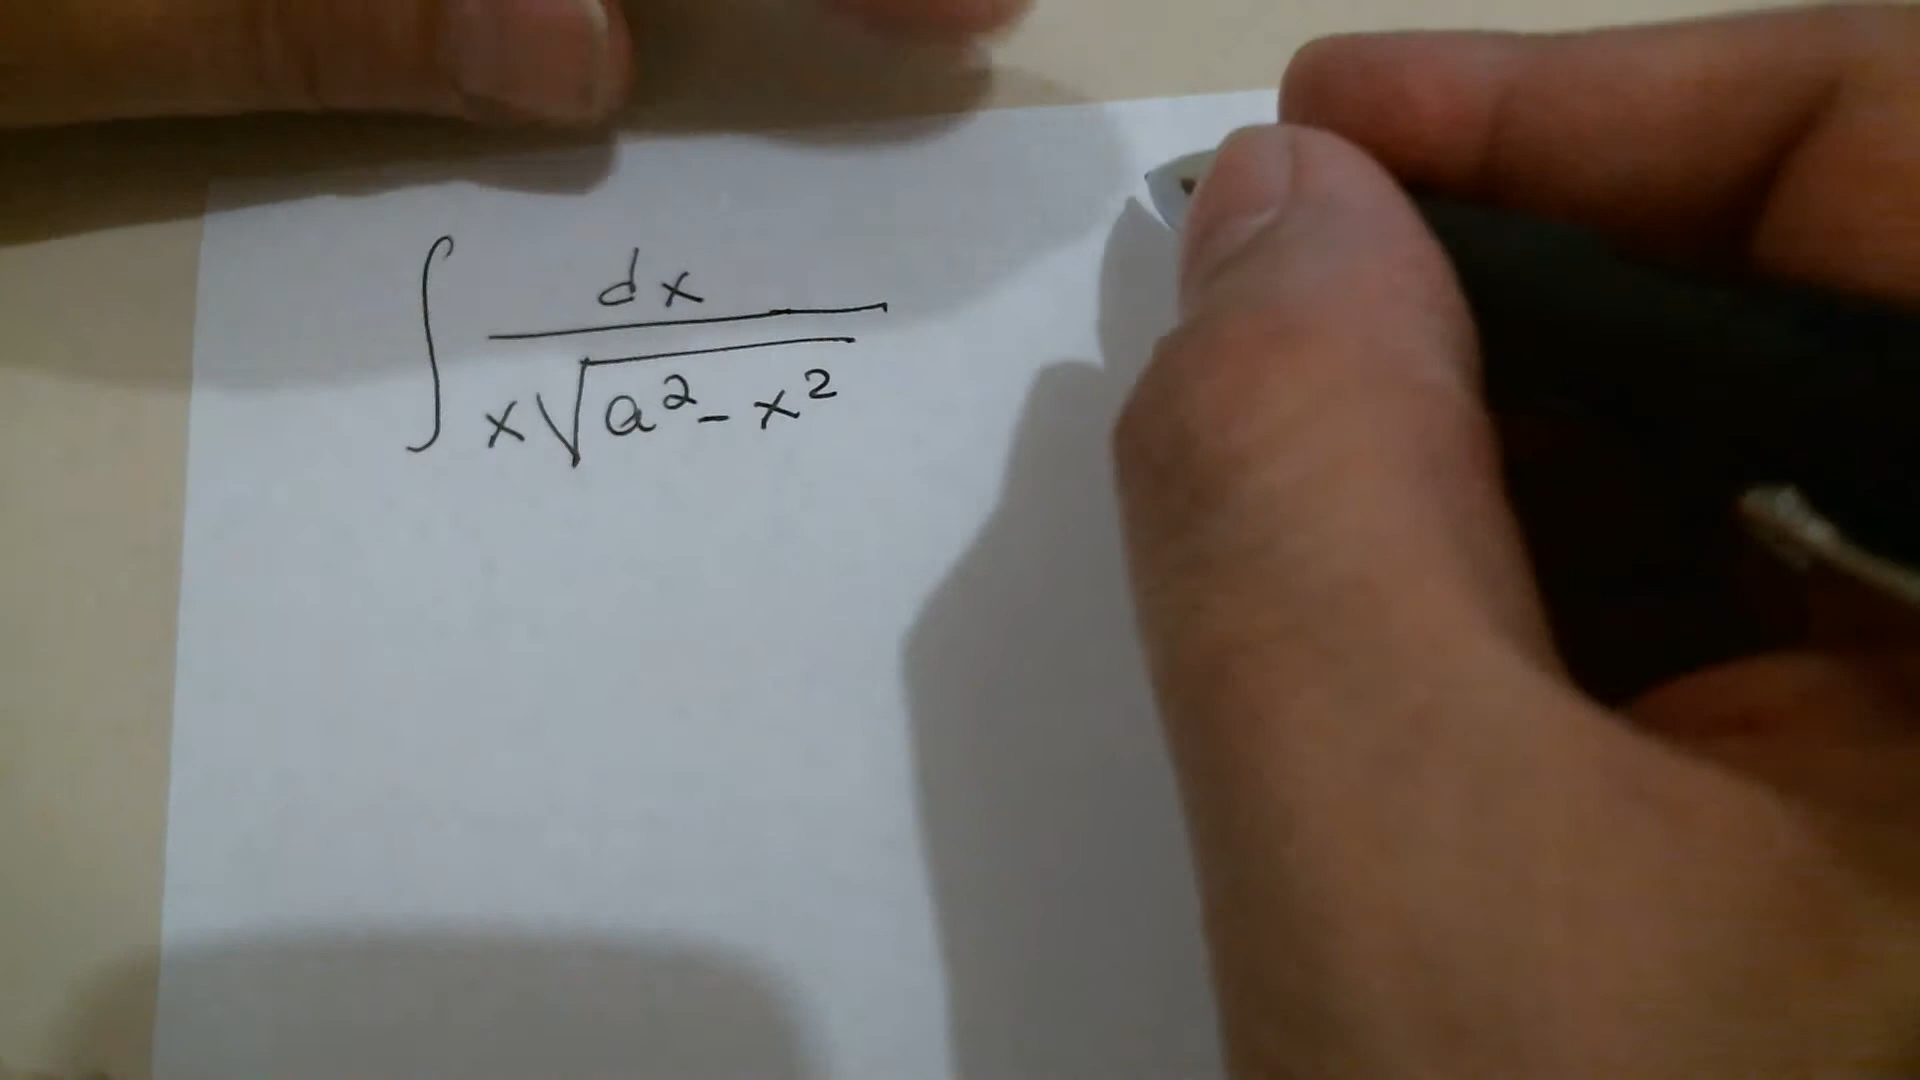 ∫ dx / x√(a² - x²)